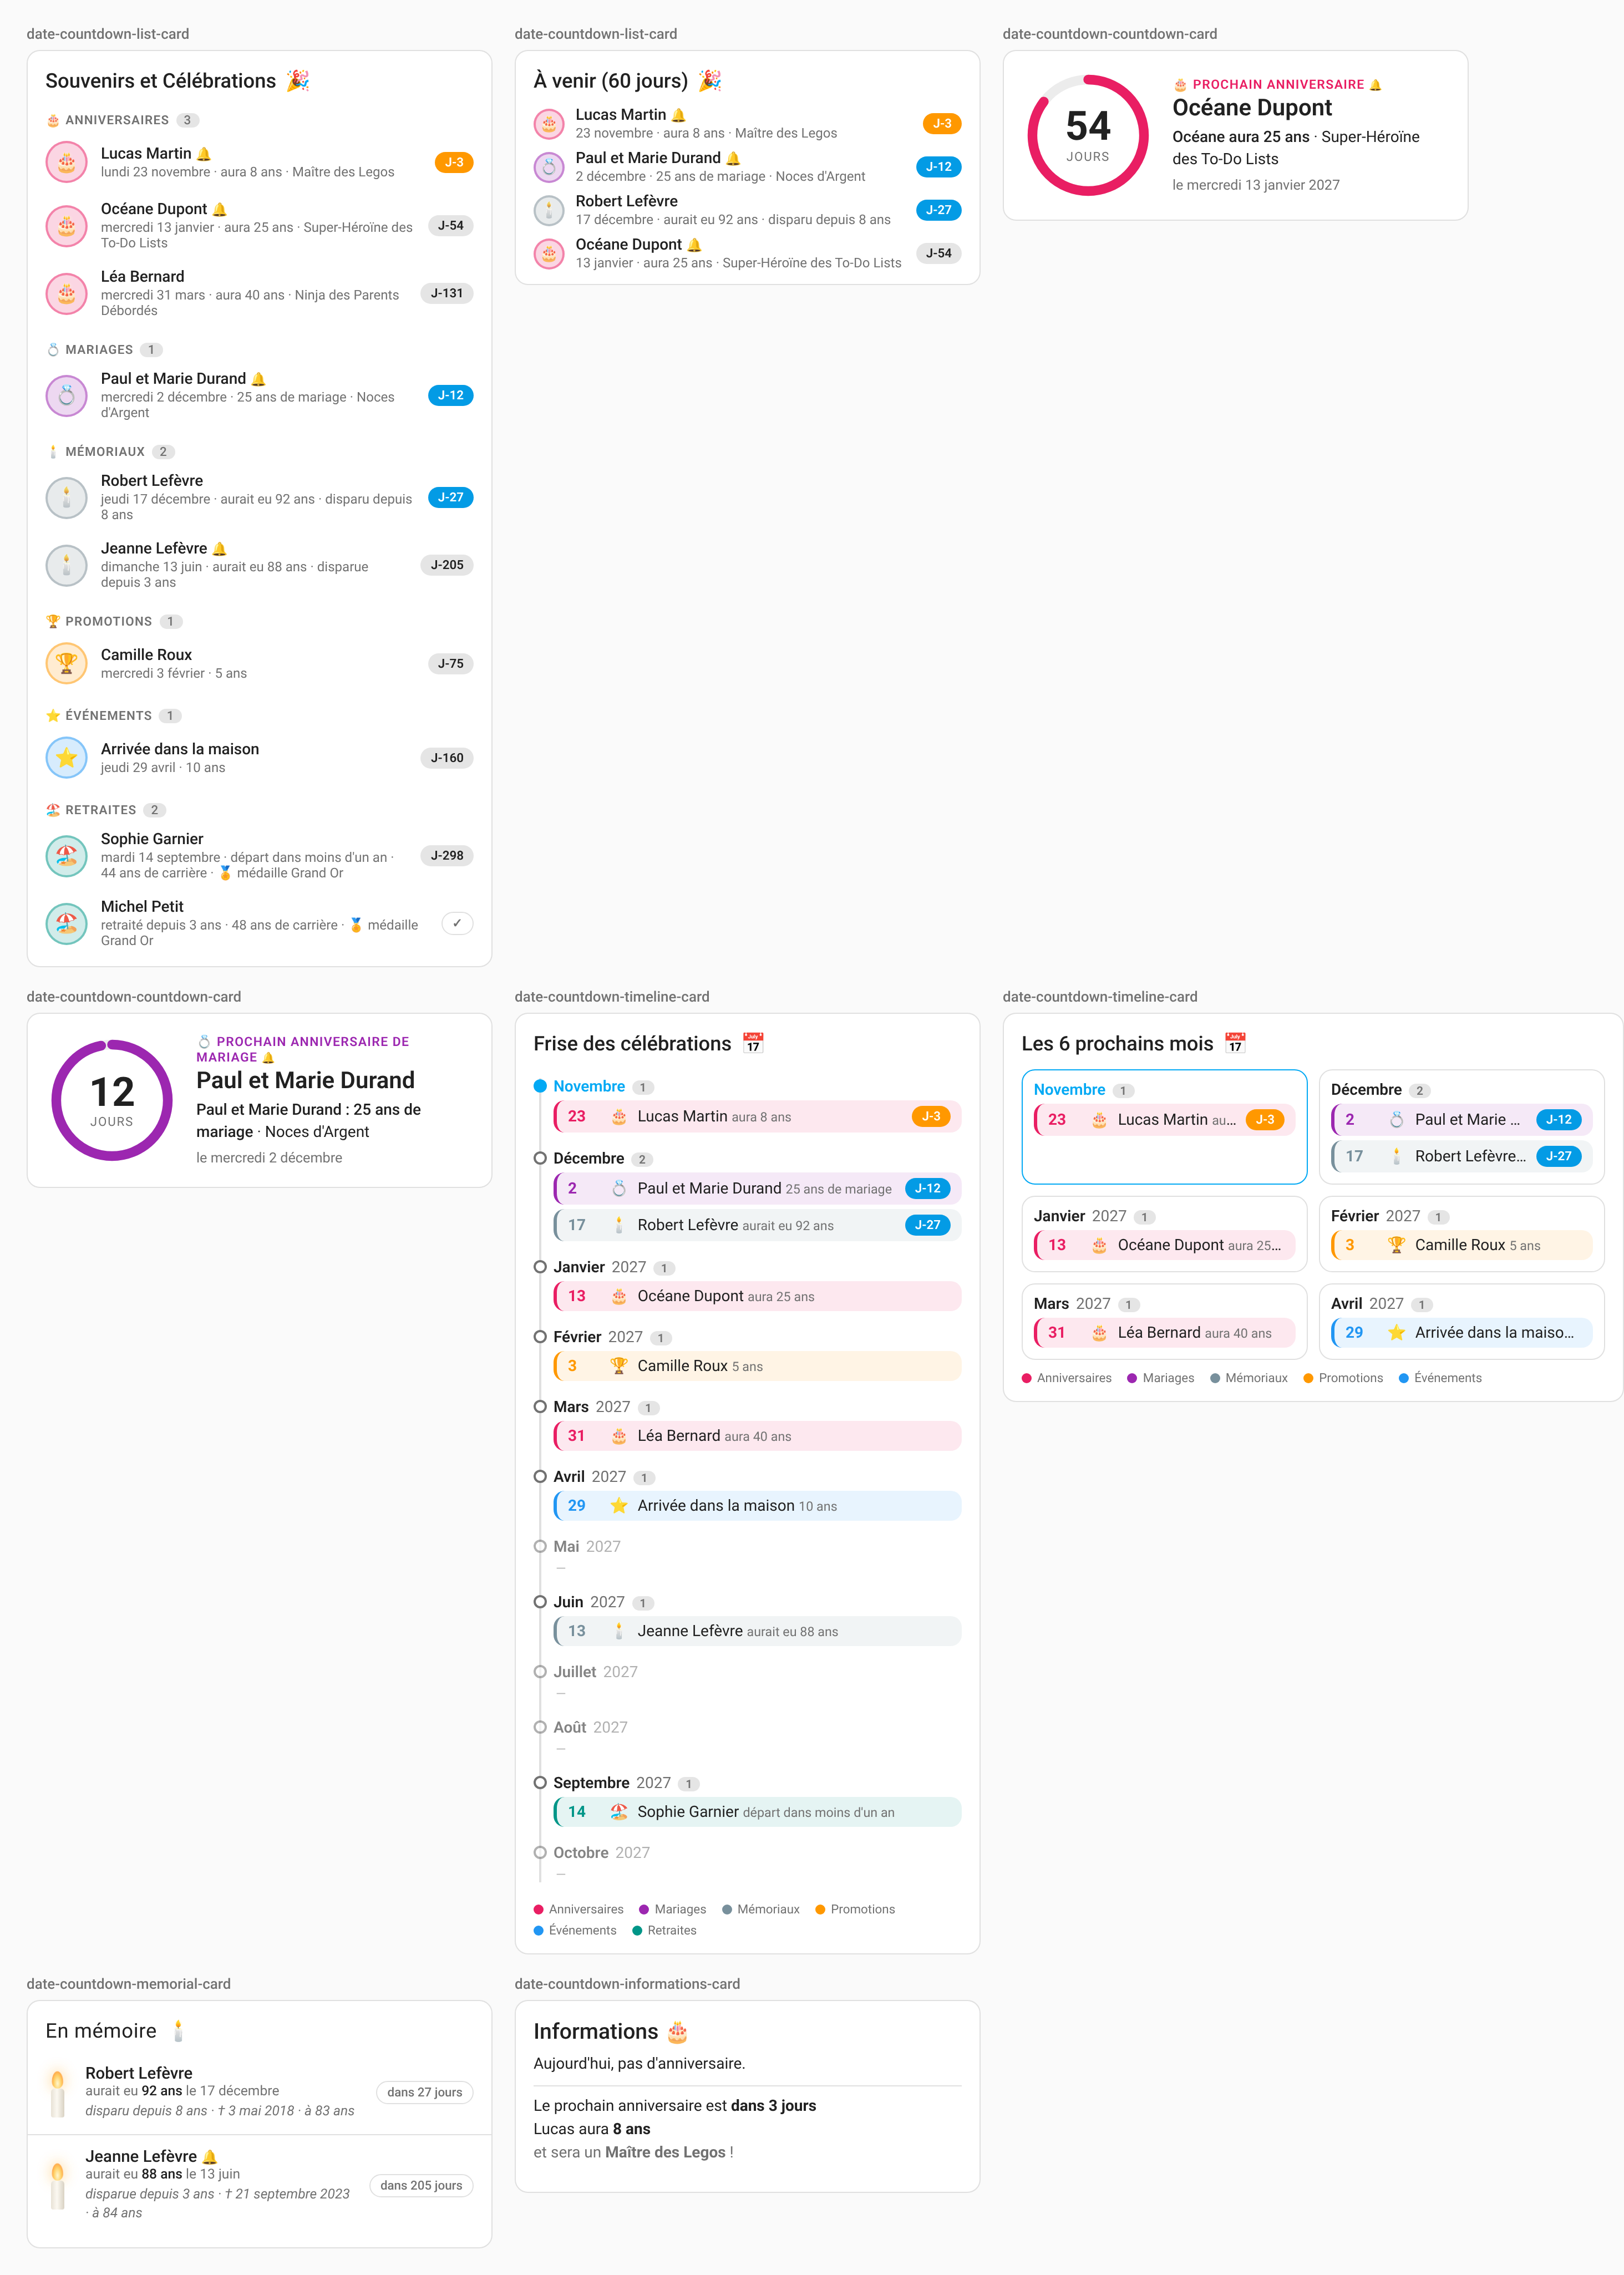 date-countdown-list-card
Souvenirs et Célébrations 🎉
🎂 ANNIVERSAIRES 3
Lucas Martin 🔔
lundi 23 novembre · aura 8 ans · Maître des Legos
J-3
Océane Dupont 🔔
mercredi 13 janvier · aura 25 ans · Super-Héroïne des
To-Do Lists
J-54
Léa Bernard
mercredi 31 mars · aura 40 ans · Ninja des Parents
Débordés
J-131
💍 MARIAGES 1
Paul et Marie Durand 🔔
mercredi 2 décembre · 25 ans de mariage · Noces
d'Argent
J-12
🕯️ MÉMORIAUX 2
Robert Lefèvre
jeudi 17 décembre · aurait eu 92 ans · disparu depuis
8 ans
J-27
Jeanne Lefèvre 🔔
dimanche 13 juin · aurait eu 88 ans · disparue
depuis 3 ans
J-205
🏆 PROMOTIONS 1
Camille Roux
mercredi 3 février · 5 ans
J-75
⭐ ÉVÉNEMENTS 1
Arrivée dans la maison
jeudi 29 avril · 10 ans
J-160
🏖️ RETRAITES 2
Sophie Garnier
mardi 14 septembre · départ dans moins d'un an ·
44 ans de carrière · 🏅 médaille Grand Or
J-298
Michel Petit
retraité depuis 3 ans · 48 ans de carrière · 🏅 médaille
Grand Or
✓
date-countdown-list-card
À venir (60 jours) 🎉
Lucas Martin 🔔
23 novembre · aura 8 ans · Maître des Legos
J-3
Paul et Marie Durand 🔔
2 décembre · 25 ans de mariage · Noces d'Argent
J-12
Robert Lefèvre
17 décembre · aurait eu 92 ans · disparu depuis 8 ans
J-27
Océane Dupont 🔔
13 janvier · aura 25 ans · Super-Héroïne des To-Do Lists
J-54
date-countdown-countdown-card
54
JOURS
🎂 PROCHAIN ANNIVERSAIRE 🔔
Océane Dupont
Océane aura 25 ans · Super-Héroïne
des To-Do Lists
le mercredi 13 janvier 2027
date-countdown-countdown-card
12
JOURS
💍 PROCHAIN ANNIVERSAIRE DE
MARIAGE 🔔
Paul et Marie Durand
Paul et Marie Durand : 25 ans de
mariage · Noces d'Argent
le mercredi 2 décembre
date-countdown-timeline-card
Frise des célébrations 📅
Novembre 1
23 🎂 Lucas Martin aura 8 ans J-3
Décembre 2
2 💍 Paul et Marie Durand 25 ans de mariage J-12
17 🕯️ Robert Lefèvre aurait eu 92 ans J-27
Janvier 2027 1
13 🎂 Océane Dupont aura 25 ans
Février 2027 1
3 🏆 Camille Roux 5 ans
Mars 2027 1
31 🎂 Léa Bernard aura 40 ans
Avril 2027 1
29 ⭐ Arrivée dans la maison 10 ans
Mai 2027
—
Juin 2027 1
13 🕯️ Jeanne Lefèvre aurait eu 88 ans
Juillet 2027
—
Août 2027
—
Septembre 2027 1
14 🏖️ Sophie Garnier départ dans moins d'un an
Octobre 2027
—
Anniversaires Mariages Mémoriaux Promotions
Événements Retraites
date-countdown-timeline-card
Les 6 prochains mois 📅
Novembre 1
23 🎂 Lucas Martin au... J-3
Décembre 2
2 💍 Paul et Marie ... J-12
17 🕯️ Robert Lefèvre... J-27
Janvier 2027 1
13 🎂 Océane Dupont aura 25...
Février 2027 1
3 🏆 Camille Roux 5 ans
Mars 2027 1
31 🎂 Léa Bernard aura 40 ans
Avril 2027 1
29 ⭐ Arrivée dans la maiso...
Anniversaires Mariages Mémoriaux Promotions Événements
date-countdown-memorial-card
En mémoire 🕯️
Robert Lefèvre
aurait eu 92 ans le 17 décembre
disparu depuis 8 ans · † 3 mai 2018 · à 83 ans
dans 27 jours
Jeanne Lefèvre 🔔
aurait eu 88 ans le 13 juin
disparue depuis 3 ans · † 21 septembre 2023
· à 84 ans
dans 205 jours
date-countdown-informations-card
Informations 🎂
Aujourd'hui, pas d'anniversaire.
Le prochain anniversaire est dans 3 jours
Lucas aura 8 ans
et sera un Maître des Legos !